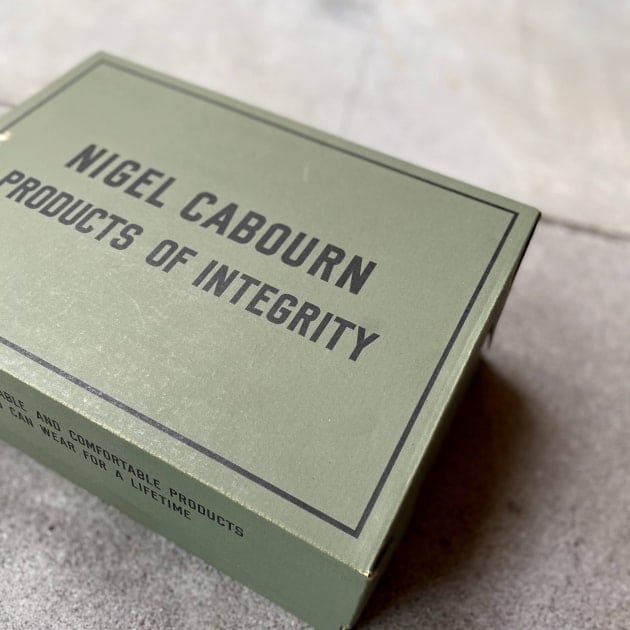 NIGEL CABOURN
PRODUCTS OF INTEGRITY
AND COMFORTABLE PRODUCTS
CAN WEAR FOR A LIFETIME